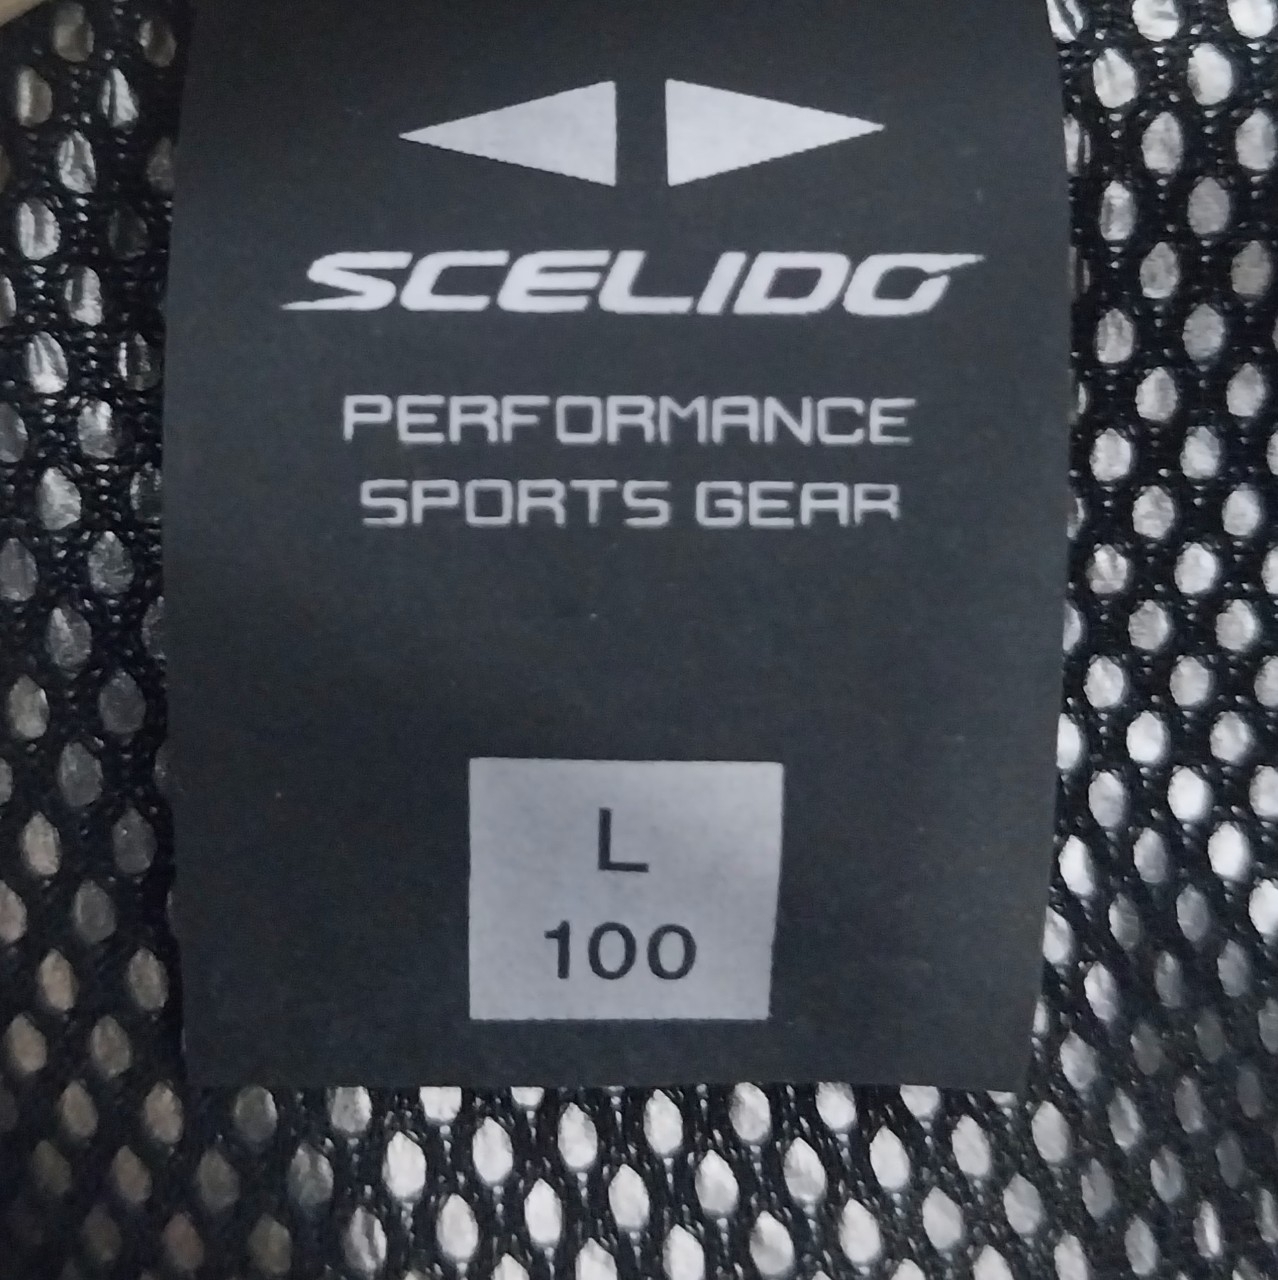 SCELIDO
PERFORMANCE
SPORTS GEAR
L
100